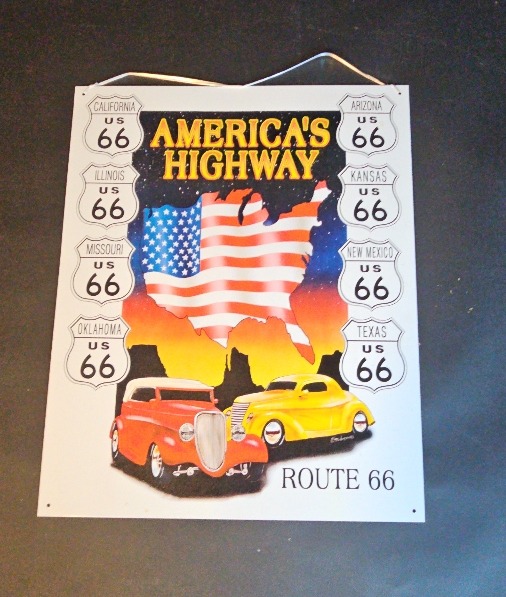 AMERICA'S
HIGHWAY
CALIFORNIA
US
66
ILLINOIS
US
66
MISSOURI
US
66
OKLAHOMA
US
66
ARIZONA
US
66
KANSAS
US
66
NEW MEXICO
US
66
TEXAS
US
66
ROUTE 66